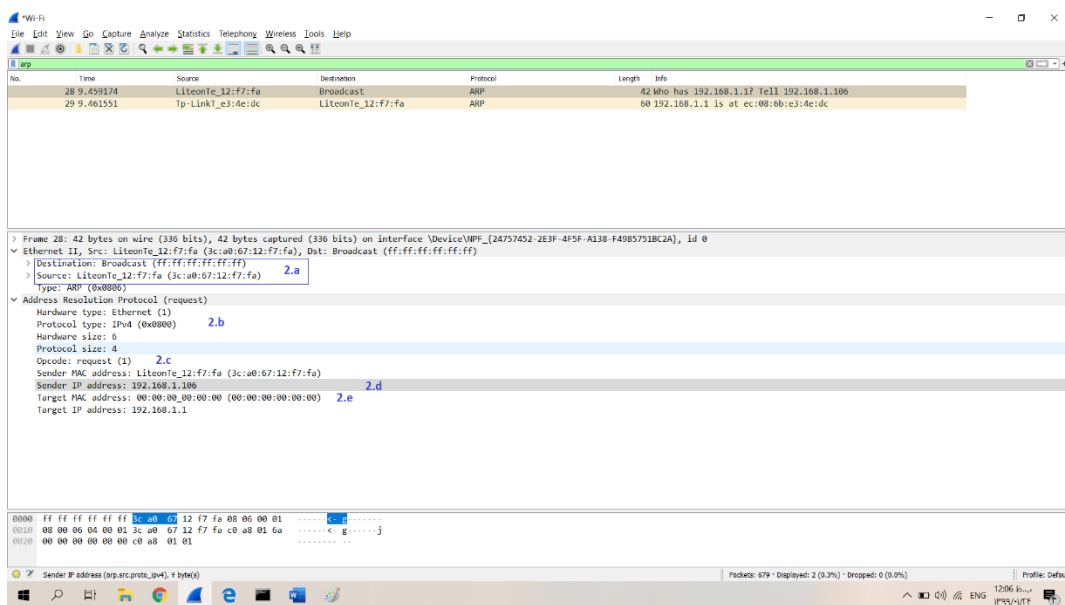 *Wi-Fi
File Edit View Go Capture Analyze Statistics Telephony Wireless Tools Help
arp
No. Time Source Destination Protocol Length Info
28 9.459174 LiteonTe_12:f7:fa Broadcast ARP 42 Who has 192.168.1.1? Tell 192.168.1.106
29 9.461551 Tp-LinkT_e3:4e:dc LiteonTe_12:f7:fa ARP 60 192.168.1.1 is at ec:08:6b:e3:4e:dc
Frame 28: 42 bytes on wire (336 bits), 42 bytes captured (336 bits) on interface \Device\NPF_{24757452-2E3F-4F5F-A138-F4985751BC2A}, id 0
Ethernet II, Src: LiteonTe_12:f7:fa (3c:a0:67:12:f7:fa), Dst: Broadcast (ff:ff:ff:ff:ff:ff)
Destination: Broadcast (ff:ff:ff:ff:ff:ff)
Source: LiteonTe_12:f7:fa (3c:a0:67:12:f7:fa) 2.a
Type: ARP (0x0806)
Address Resolution Protocol (request)
Hardware type: Ethernet (1)
Protocol type: IPv4 (0x0800) 2.b
Hardware size: 6
Protocol size: 4
Opcode: request (1) 2.c
Sender MAC address: LiteonTe_12:f7:fa (3c:a0:67:12:f7:fa)
Sender IP address: 192.168.1.106 2.d
Target MAC address: 00:00:00_00:00:00 (00:00:00:00:00:00) 2.e
Target IP address: 192.168.1.1
0000 ff ff ff ff ff ff 3c a0 67 12 f7 fa 08 06 00 01 ······<· g·······
0010 08 00 06 04 00 01 3c a0 67 12 f7 fa c0 a8 01 6a ······<· g······j
0020 00 00 00 00 00 00 c0 a8 01 01 ········ ··
Sender IP address (arp.src.proto_ipv4), ۴ byte(s) Packets: 679 · Displayed: 2 (0.3%) · Dropped: 0 (0.0%) Profile: Defau
ENG 12:06